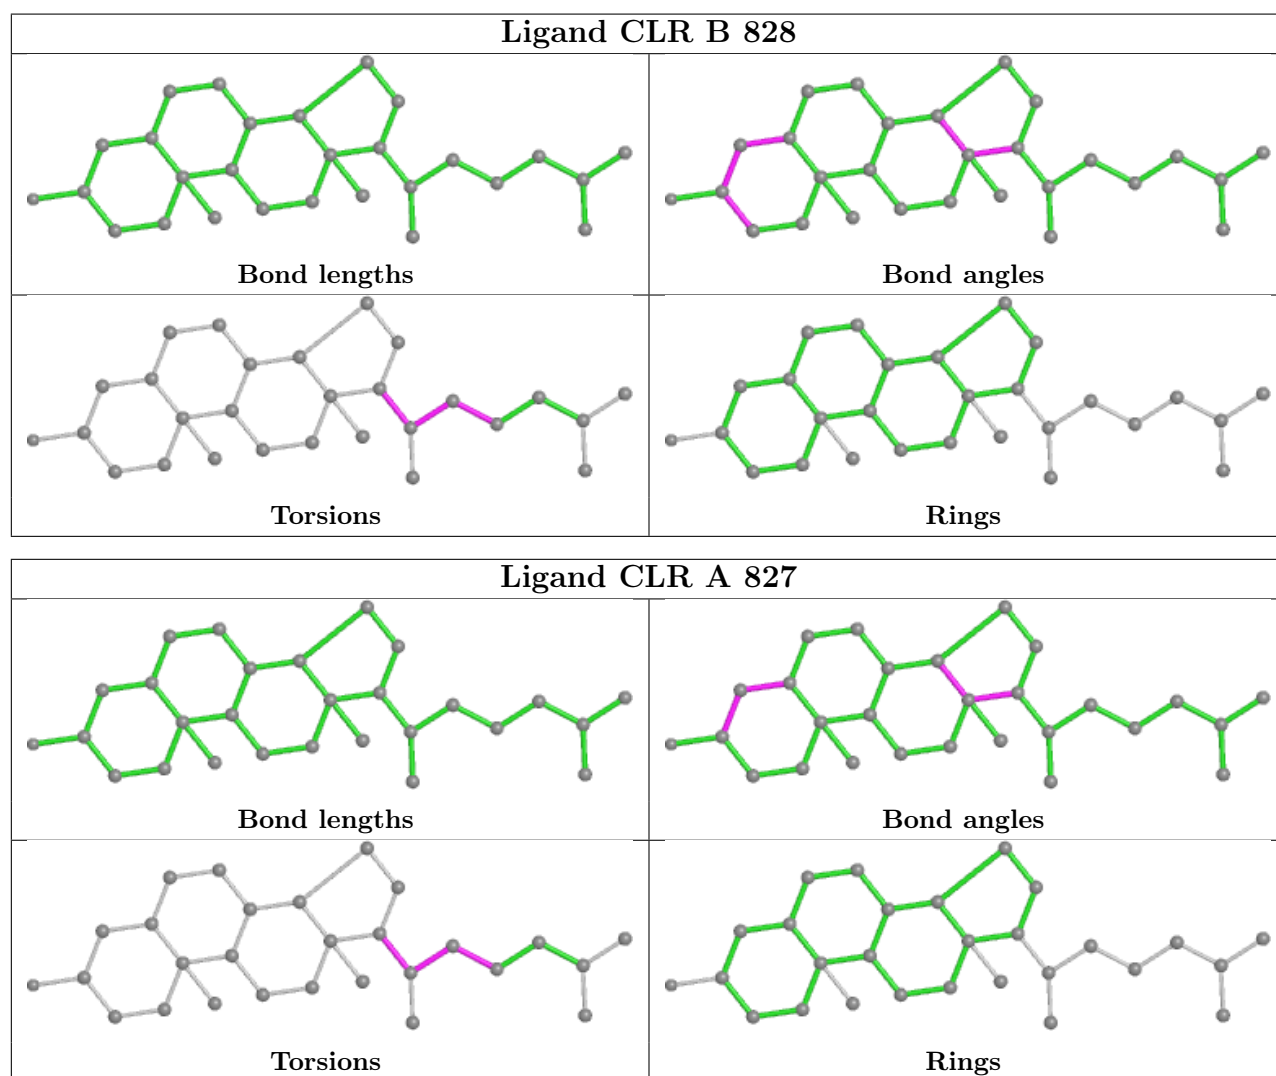 Ligand CLR B 828
Bond lengths
Bond angles
Torsions
Rings
Ligand CLR A 827
Bond lengths
Bond angles
Torsions
Rings